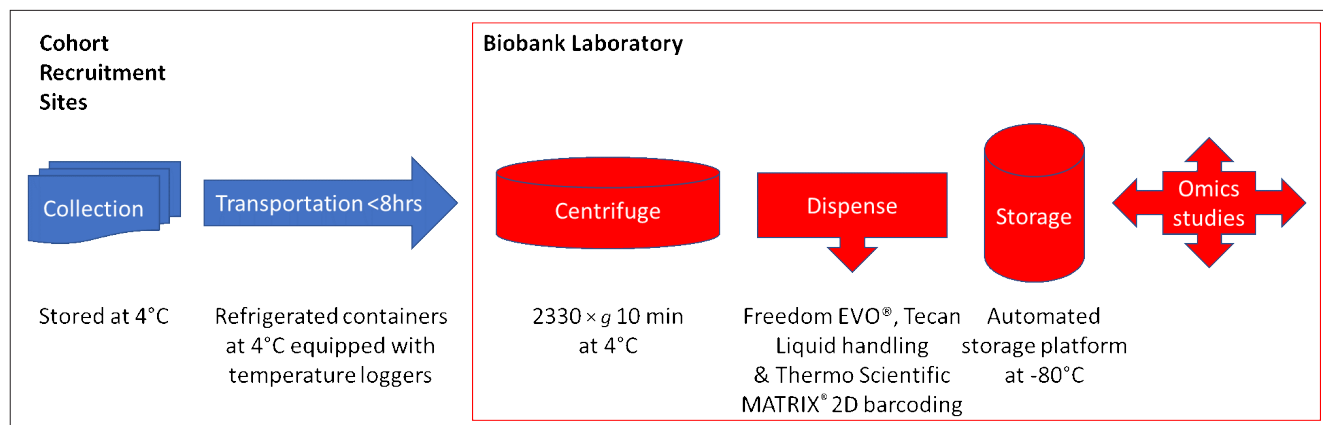 Cohort
Recruitment
Sites
Biobank Laboratory
Collection
Transportation <8hrs
Centrifuge
Dispense
Storage
Omics
studies
Stored at 4°C
Refrigerated containers
at 4°C equipped with
temperature loggers
2330 × g 10 min
at 4°C
Freedom EVO®, Tecan
Liquid handling
& Thermo Scientific
MATRIX® 2D barcoding
Automated
storage platform
at -80°C